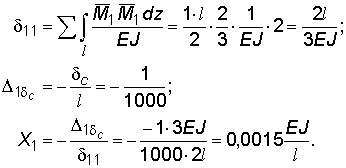 δ₁₁ = ∑ ∫ₗ M̅₁ M̅₁ dz / EJ = 1·l / 2 · 2 / 3 · 1 / EJ · 2 = 2l / 3EJ ;
Δ₁δc = − δc / l = − 1 / 1000 ;
X₁ = − Δ₁δc / δ₁₁ = − −1·3EJ / 1000·2l = 0,0015 EJ / l .